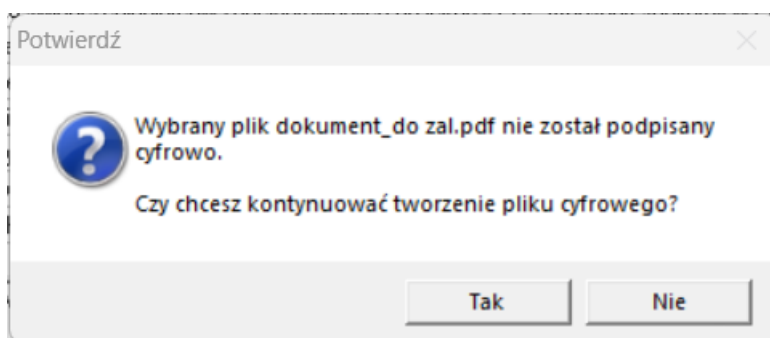 Potwierdź
Wybrany plik dokument_do zal.pdf nie został podpisany
cyfrowo.
Czy chcesz kontynuować tworzenie pliku cyfrowego?
Tak
Nie